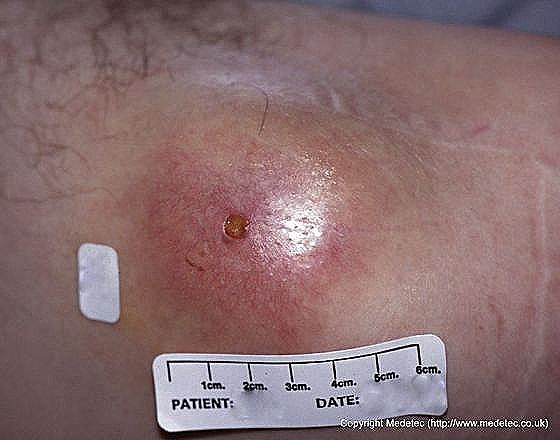 1cm. 2cm. 3cm. 4cm. 5cm. 6cm.
PATIENT: DATE:
Copyright Medetec (http://www.medetec.co.uk)